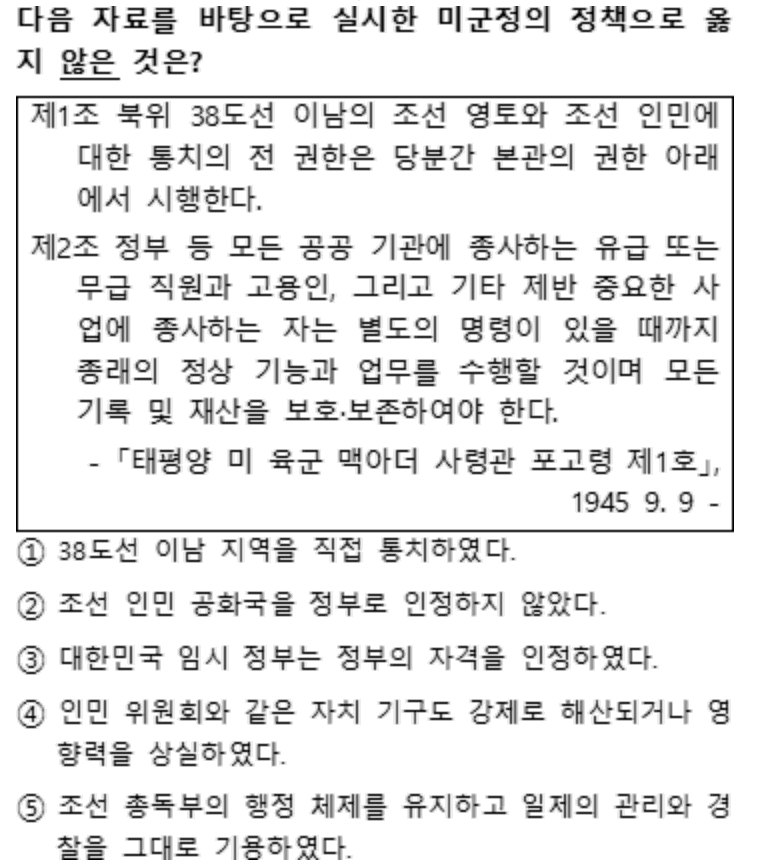 다음 자료를 바탕으로 실시한 미군정의 정책으로 옳
지 않은 것은?
제1조 북위 38도선 이남의 조선 영토와 조선 인민에
대한 통치의 전 권한은 당분간 본관의 권한 아래
에서 시행한다.
제2조 정부 등 모든 공공 기관에 종사하는 유급 또는
무급 직원과 고용인, 그리고 기타 제반 중요한 사
업에 종사하는 자는 별도의 명령이 있을 때까지
종래의 정상 기능과 업무를 수행할 것이며 모든
기록 및 재산을 보호·보존하여야 한다.
- 「태평양 미 육군 맥아더 사령관 포고령 제1호」,
1945 9. 9 -
① 38도선 이남 지역을 직접 통치하였다.
② 조선 인민 공화국을 정부로 인정하지 않았다.
③ 대한민국 임시 정부는 정부의 자격을 인정하였다.
④ 인민 위원회와 같은 자치 기구도 강제로 해산되거나 영
향력을 상실하였다.
⑤ 조선 총독부의 행정 체제를 유지하고 일제의 관리와 경
찰을 그대로 기용하였다.